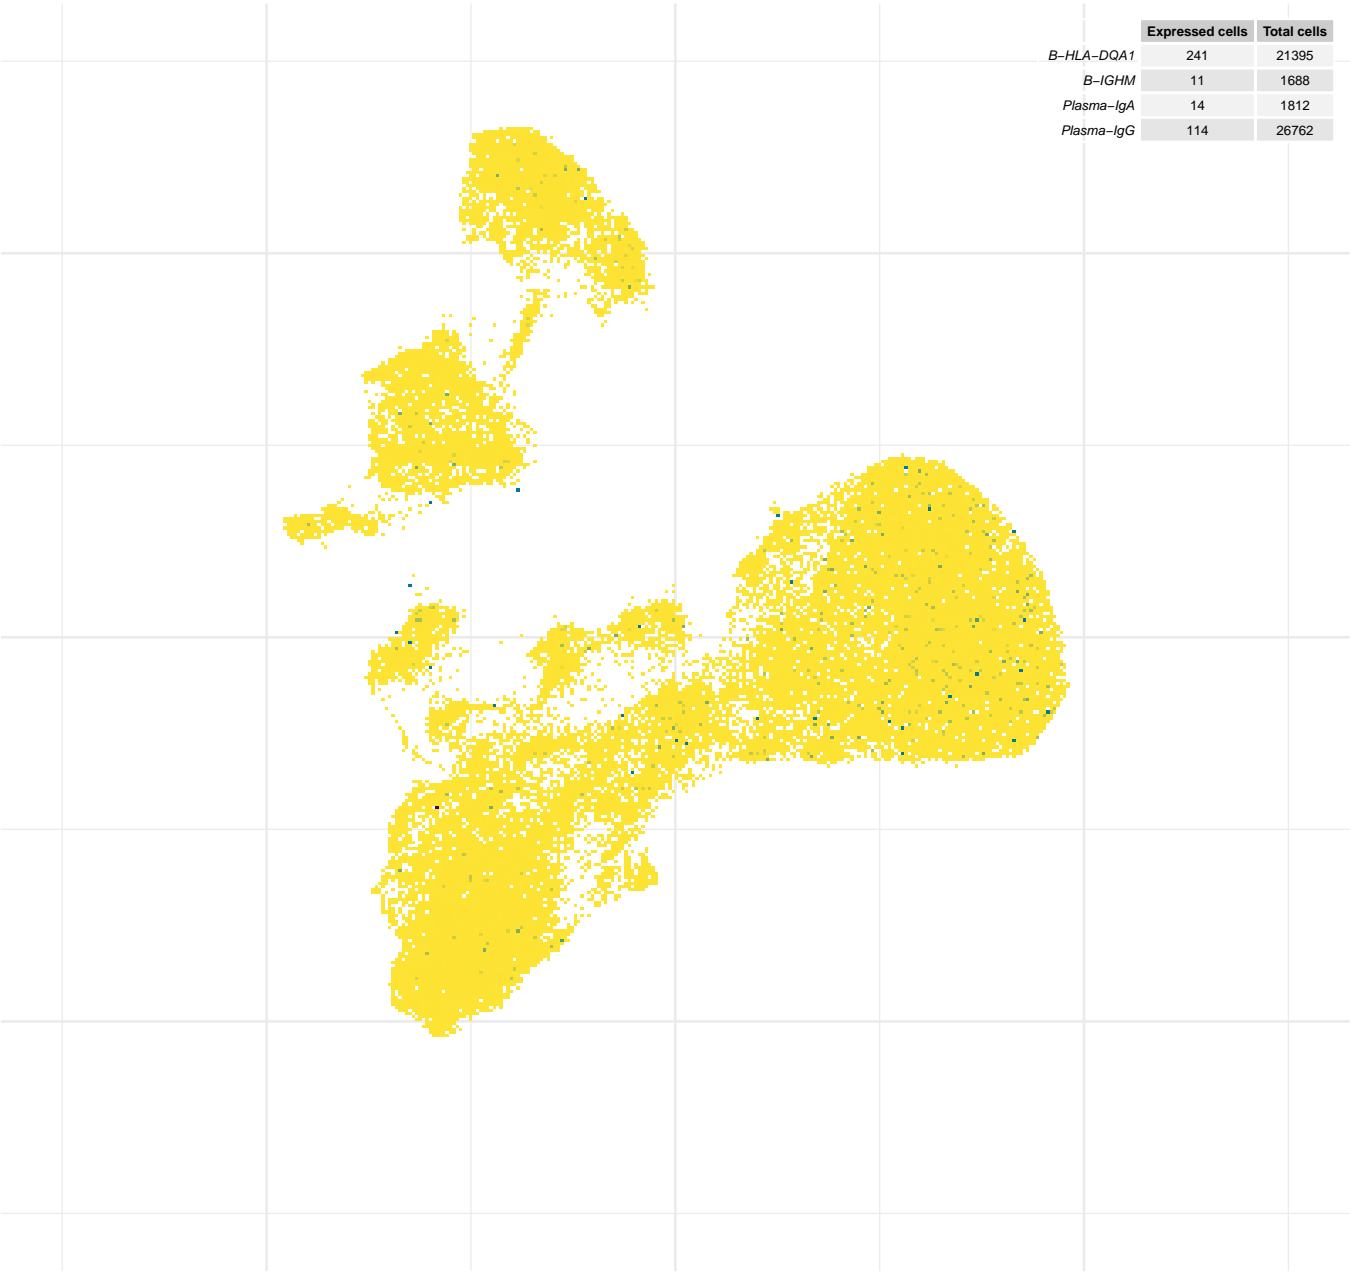 Expressed cells Total cells
B−HLA−DQA1 241 21395
B−IGHM 11 1688
Plasma−IgA 14 1812
Plasma−IgG 114 26762